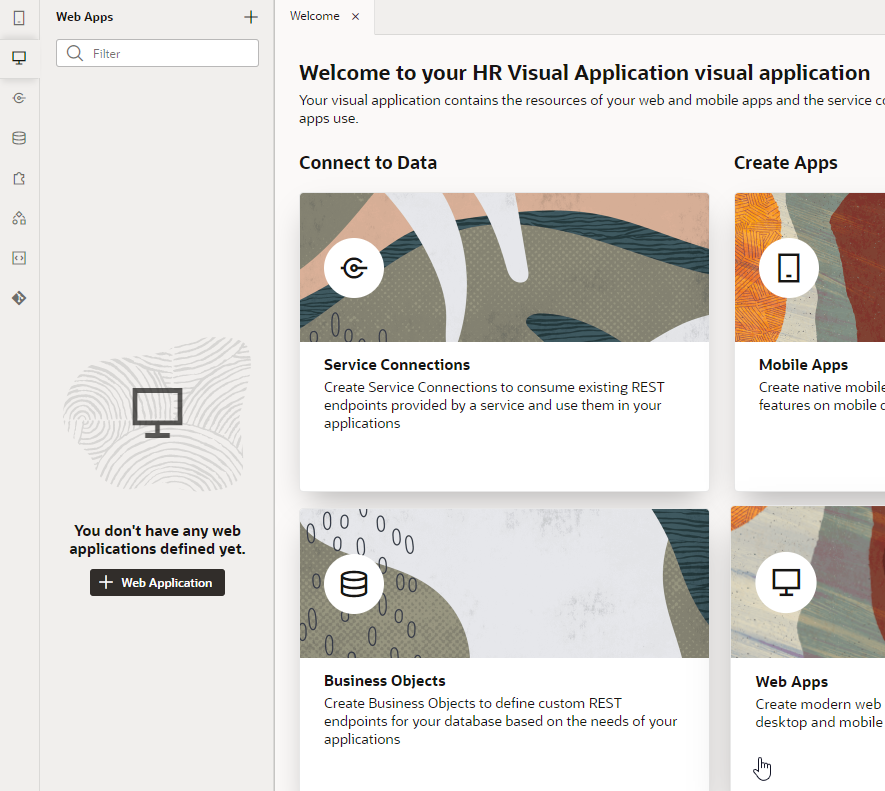 Web Apps
Filter
You don't have any web
applications defined yet.
Web Application
Welcome
Welcome to your HR Visual Application visual application
Your visual application contains the resources of your web and mobile apps and the service
apps use.
Connect to Data
Service Connections
Create Service Connections to consume existing REST
endpoints provided by a service and use them in your
applications
Business Objects
Create Business Objects to define custom REST
endpoints for your database based on the needs of your
applications
Create Apps
Mobile Apps
Create native mobile
features on mobile
Web Apps
Create modern web
desktop and mobile